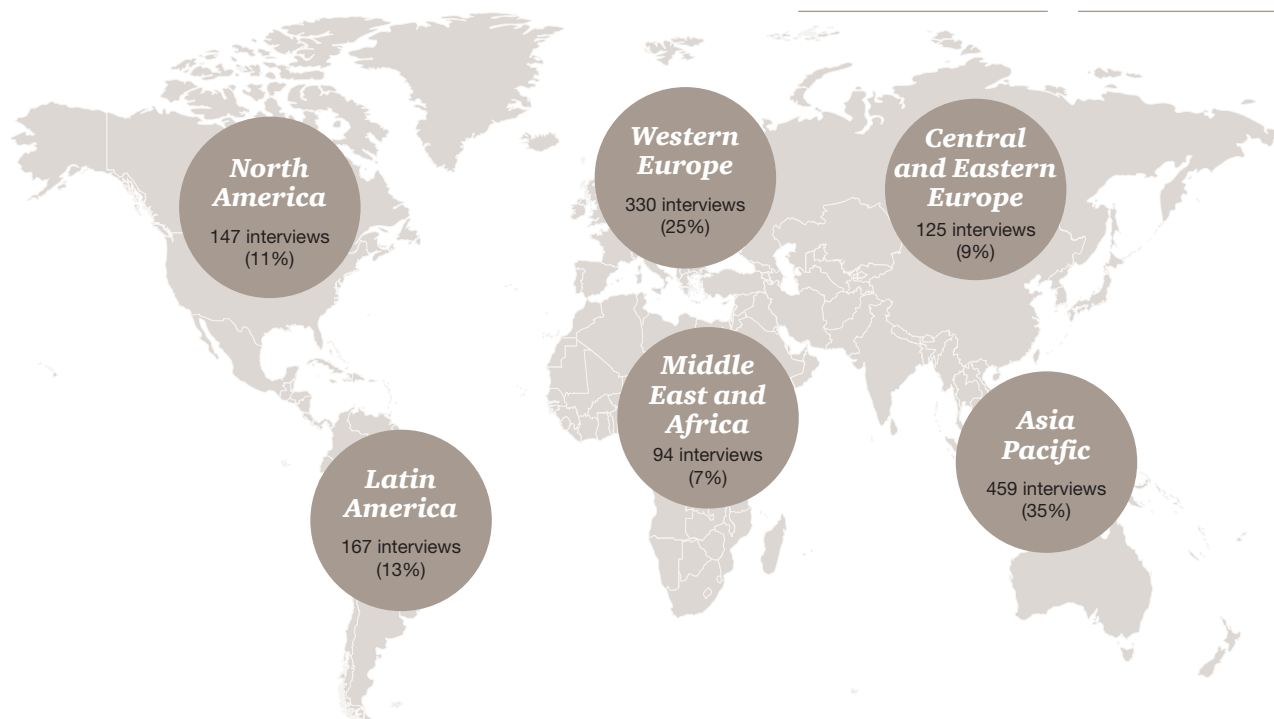 North
America
147 interviews
(11%)
Western
Europe
330 interviews
(25%)
Central
and Eastern
Europe
125 interviews
(9%)
Middle
East and
Africa
94 interviews
(7%)
Asia
Pacific
459 interviews
(35%)
Latin
America
167 interviews
(13%)